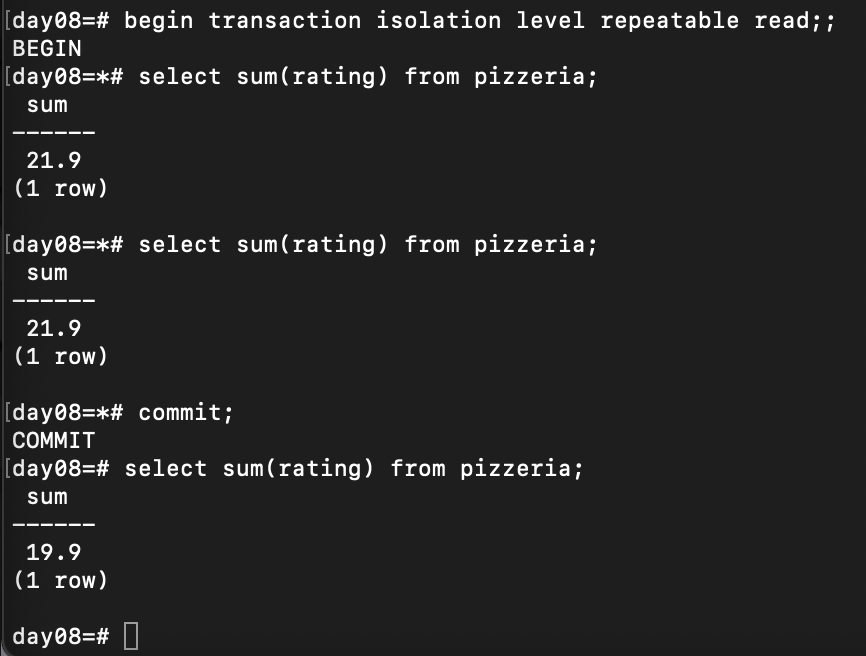 [day08=# begin transaction isolation level repeatable read;;
BEGIN
[day08=*# select sum(rating) from pizzeria;
sum
------
21.9
(1 row)
[day08=*# select sum(rating) from pizzeria;
sum
------
21.9
(1 row)
[day08=*# commit;
COMMIT
[day08=# select sum(rating) from pizzeria;
sum
------
19.9
(1 row)
day08=#